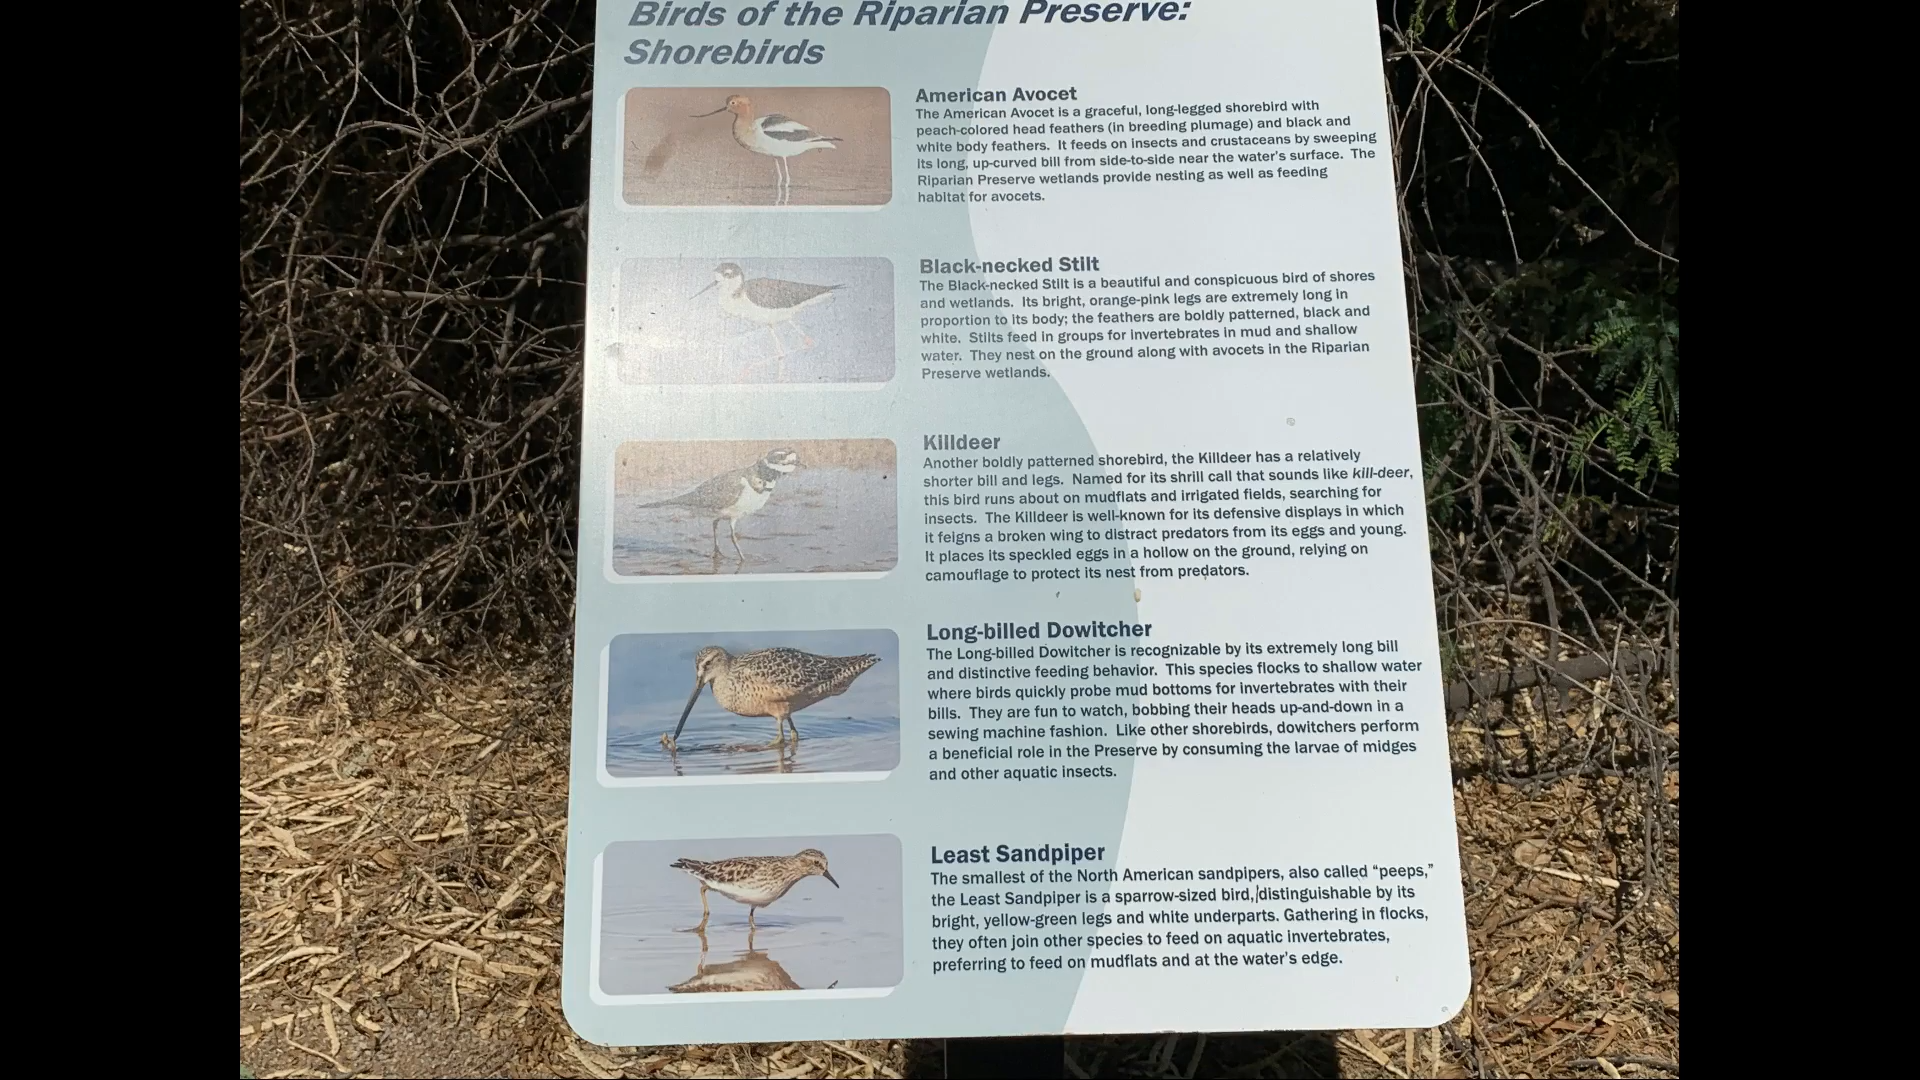 Birds of the Riparian Preserve:
Shorebirds
American Avocet
The American Avocet is a graceful, long-legged shorebird with
peach-colored head feathers (in breeding plumage) and black and
white body feathers. It feeds on insects and crustaceans by sweeping
its long, up-curved bill from side-to-side near the water's surface. The
Riparian Preserve wetlands provide nesting as well as feeding
habitat for avocets.
Black-necked Stilt
The Black-necked Stilt is a beautiful and conspicuous bird of shores
and wetlands. Its bright, orange-pink legs are extremely long in
proportion to its body; the feathers are boldly patterned, black and
white. Stilts feed in groups for invertebrates in mud and shallow
water. They nest on the ground along with avocets in the Riparian
Preserve wetlands.
Killdeer
Another boldly patterned shorebird, the Killdeer has a relatively
shorter bill and legs. Named for its shrill call that sounds like kill-deer,
this bird runs about on mudflats and irrigated fields, searching for
insects. The Killdeer is well-known for its defensive displays in which
it feigns a broken wing to distract predators from its eggs and young.
It places its speckled eggs in a hollow on the ground, relying on
camouflage to protect its nest from predators.
Long-billed Dowitcher
The Long-billed Dowitcher is recognizable by its extremely long bill
and distinctive feeding behavior. This species flocks to shallow water
where birds quickly probe mud bottoms for invertebrates with their
bills. They are fun to watch, bobbing their heads up-and-down in a
sewing machine fashion. Like other shorebirds, dowitchers perform
a beneficial role in the Preserve by consuming the larvae of midges
and other aquatic insects.
Least Sandpiper
The smallest of the North American sandpipers, also called “peeps,”
the Least Sandpiper is a sparrow-sized bird, distinguishable by its
bright, yellow-green legs and white underparts. Gathering in flocks,
they often join other species to feed on aquatic invertebrates,
preferring to feed on mudflats and at the water's edge.